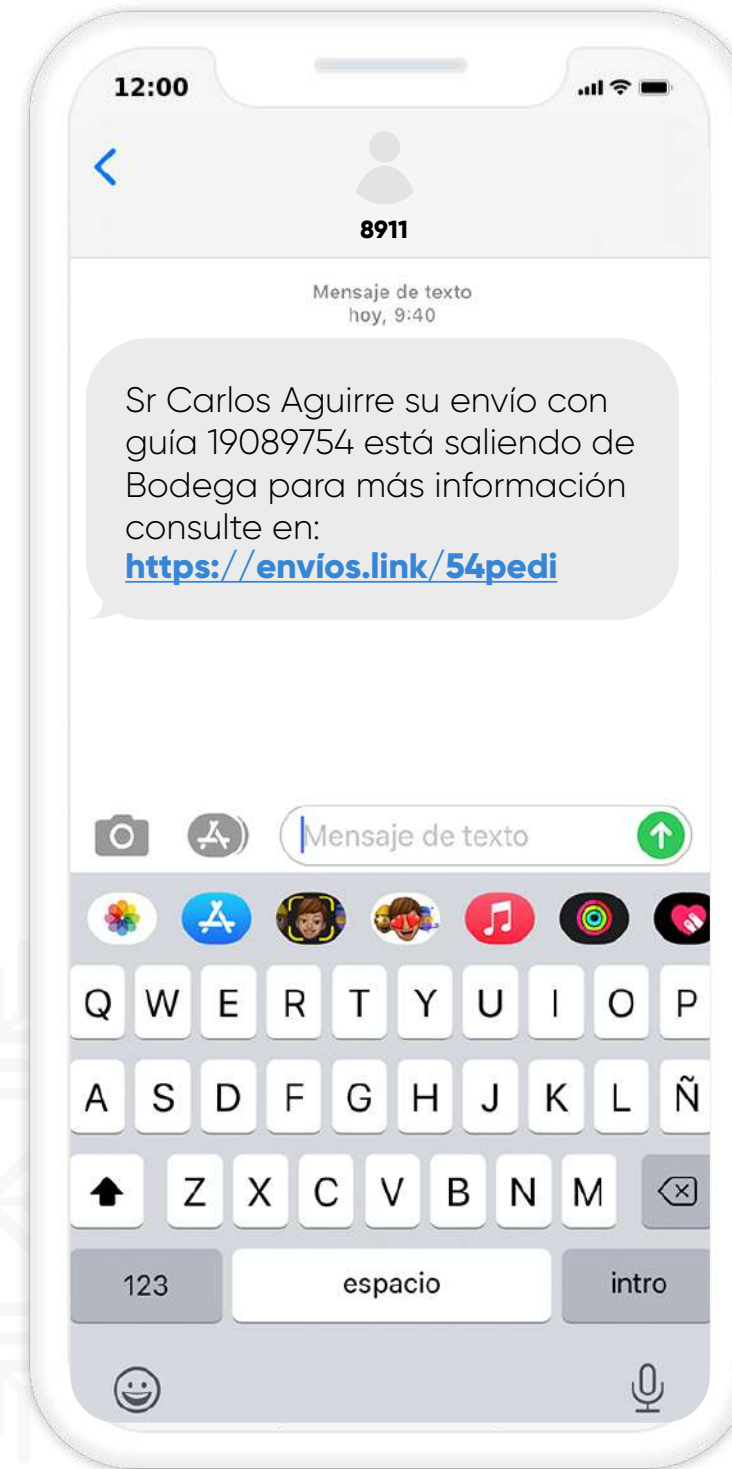 12:00
8911
Mensaje de texto
hoy, 9:40
Sr Carlos Aguirre su envío con
guía 19089754 está saliendo de
Bodega para más información
consulte en:
https://envíos.link/54pedi
Mensaje de texto
Q W E R T Y U I O P
A S D F G H J K L Ñ
Z X C V B N M
123 espacio intro